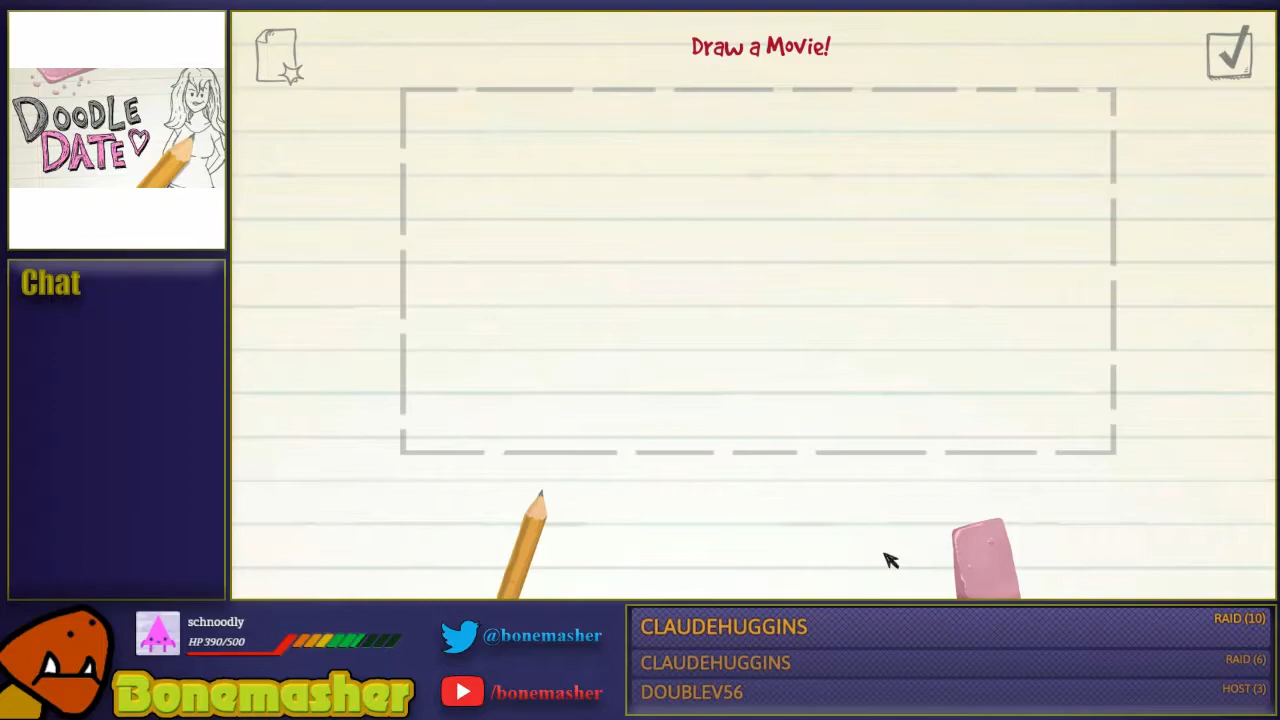 Draw a Movie!
DOODLE
DATE
Chat
schnoodly
HP 390/500
Bonemasher
@bonemasher
/bonemasher
CLAUDEHUGGINS RAID (10)
CLAUDEHUGGINS RAID (6)
DOUBLEV56 HOST (3)